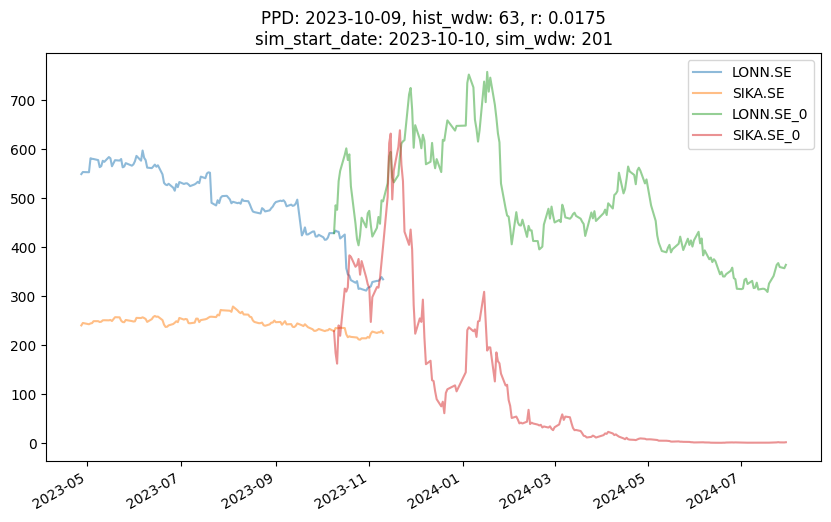 PPD: 2023-10-09, hist_wdw: 63, r: 0.0175
sim_start_date: 2023-10-10, sim_wdw: 201
LONN.SE
SIKA.SE
LONN.SE_0
SIKA.SE_0
700
600
500
400
300
200
100
0
2023-05
2023-07
2023-09
2023-11
2024-01
2024-03
2024-05
2024-07